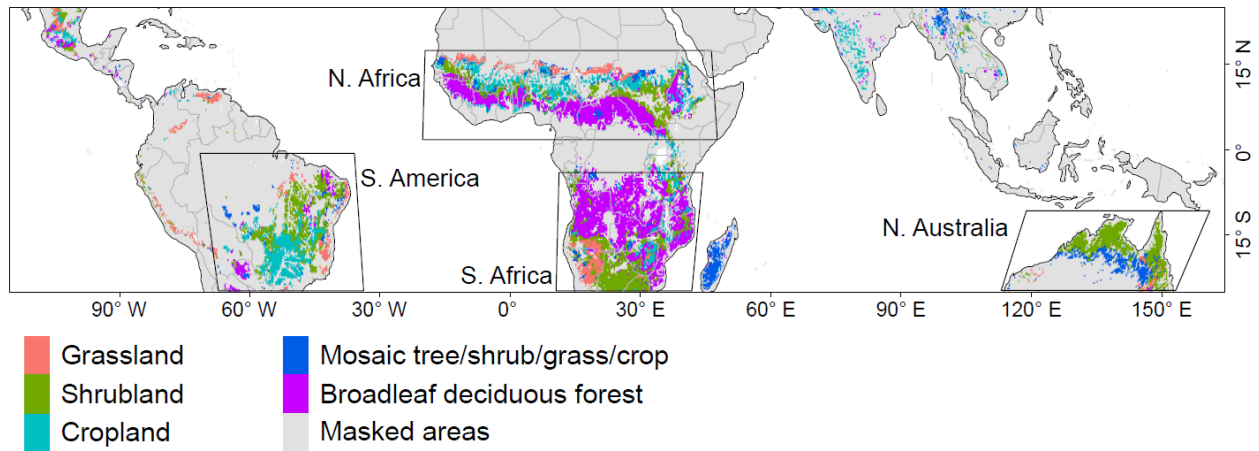 15° N
N. Africa
0°
S. America
N. Australia
15° S
S. Africa
90° W
60° W
30° W
0°
30° E
60° E
90° E
120° E
150° E
Grassland
Mosaic tree/shrub/grass/crop
Shrubland
Broadleaf deciduous forest
Cropland
Masked areas